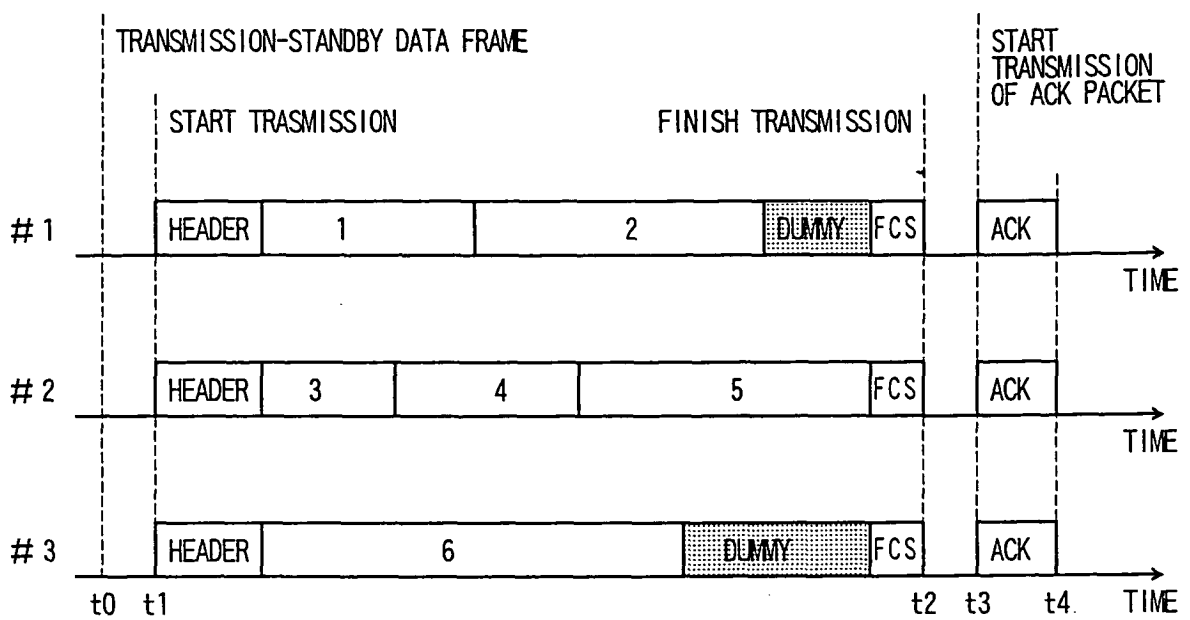 TRANSMISSION-STANDBY DATA FRAME
START
TRANSMISSION
OF ACK PACKET
START TRASMISSION
FINISH TRANSMISSION
#1 HEADER 1 2 DUMMY FCS ACK
TIME
#2 HEADER 3 4 5 FCS ACK
TIME
#3 HEADER 6 DUMMY FCS ACK
t0 t1 t2 t3 t4 TIME